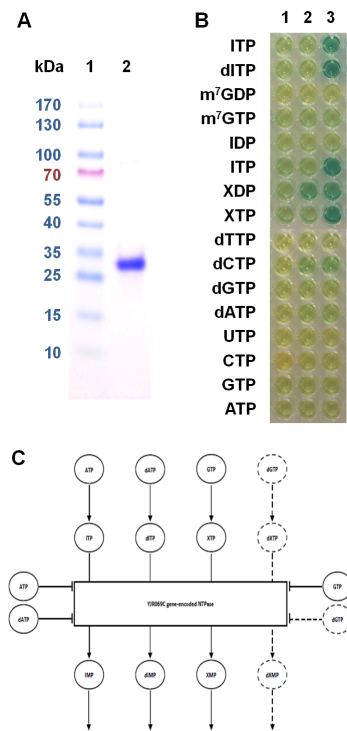 A
kDa 1 2
170
130
100
70
55
40
35
25
15
10
B
1 2 3
ITP
dITP
m⁷GDP
m⁷GTP
IDP
ITP
XDP
XTP
dTTP
dCTP
dGTP
dATP
UTP
CTP
GTP
ATP
C
ATP dATP GTP dGTP
ITP dITP XTP dXTP
ATP GTP
YJR069C gene-encoded NTPase
dATP dGTP
IMP dIMP XMP dXMP